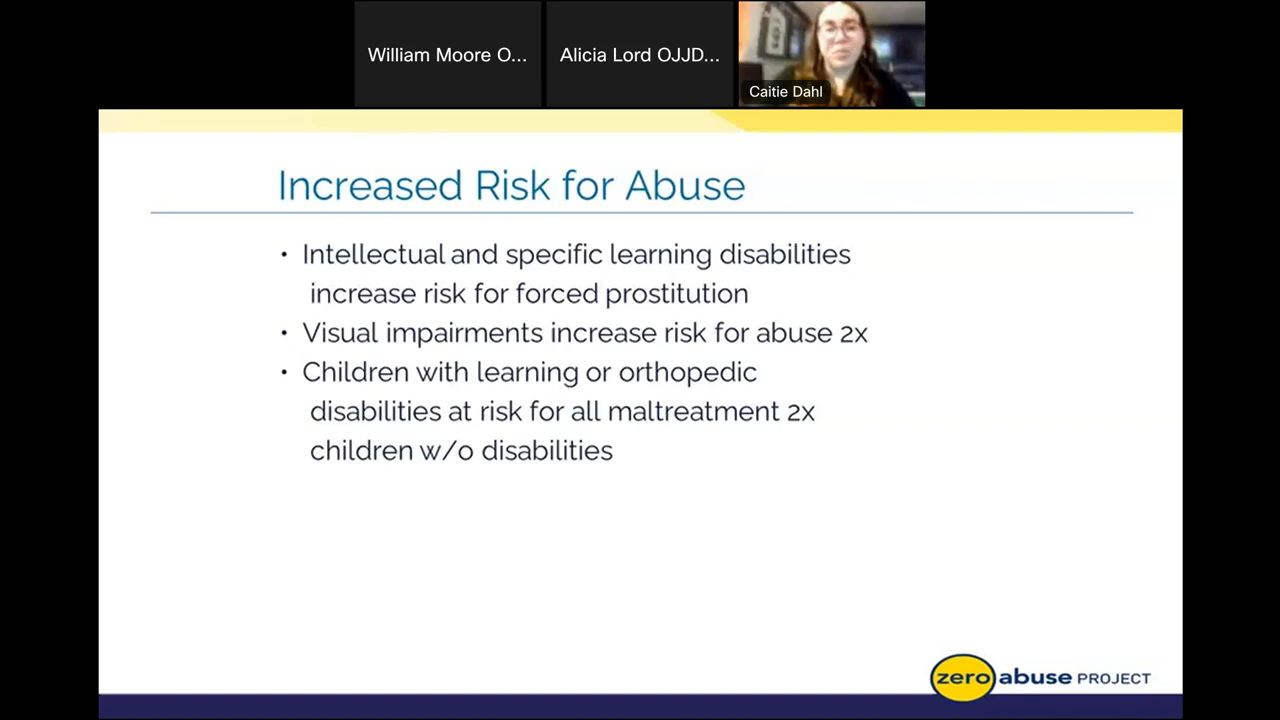 William Moore O...
Alicia Lord OJJD...
Caitie Dahl
Increased Risk for Abuse
• Intellectual and specific learning disabilities
increase risk for forced prostitution
• Visual impairments increase risk for abuse 2x
• Children with learning or orthopedic
disabilities at risk for all maltreatment 2x
children w/o disabilities
zero abuse PROJECT